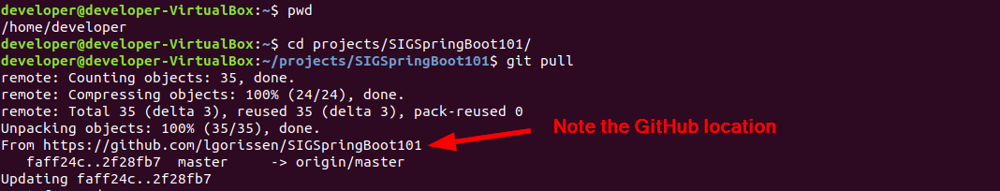 developer@developer-VirtualBox:~$ pwd
/home/developer
developer@developer-VirtualBox:~$ cd projects/SIGSpringBoot101/
developer@developer-VirtualBox:~/projects/SIGSpringBoot101$ git pull
remote: Counting objects: 35, done.
remote: Compressing objects: 100% (24/24), done.
remote: Total 35 (delta 3), reused 35 (delta 3), pack-reused 0
Unpacking objects: 100% (35/35), done.
Note the GitHub location
From https://github.com/lgorissen/SIGSpringBoot101
   faff24c..2f28fb7  master     -> origin/master
Updating faff24c..2f28fb7